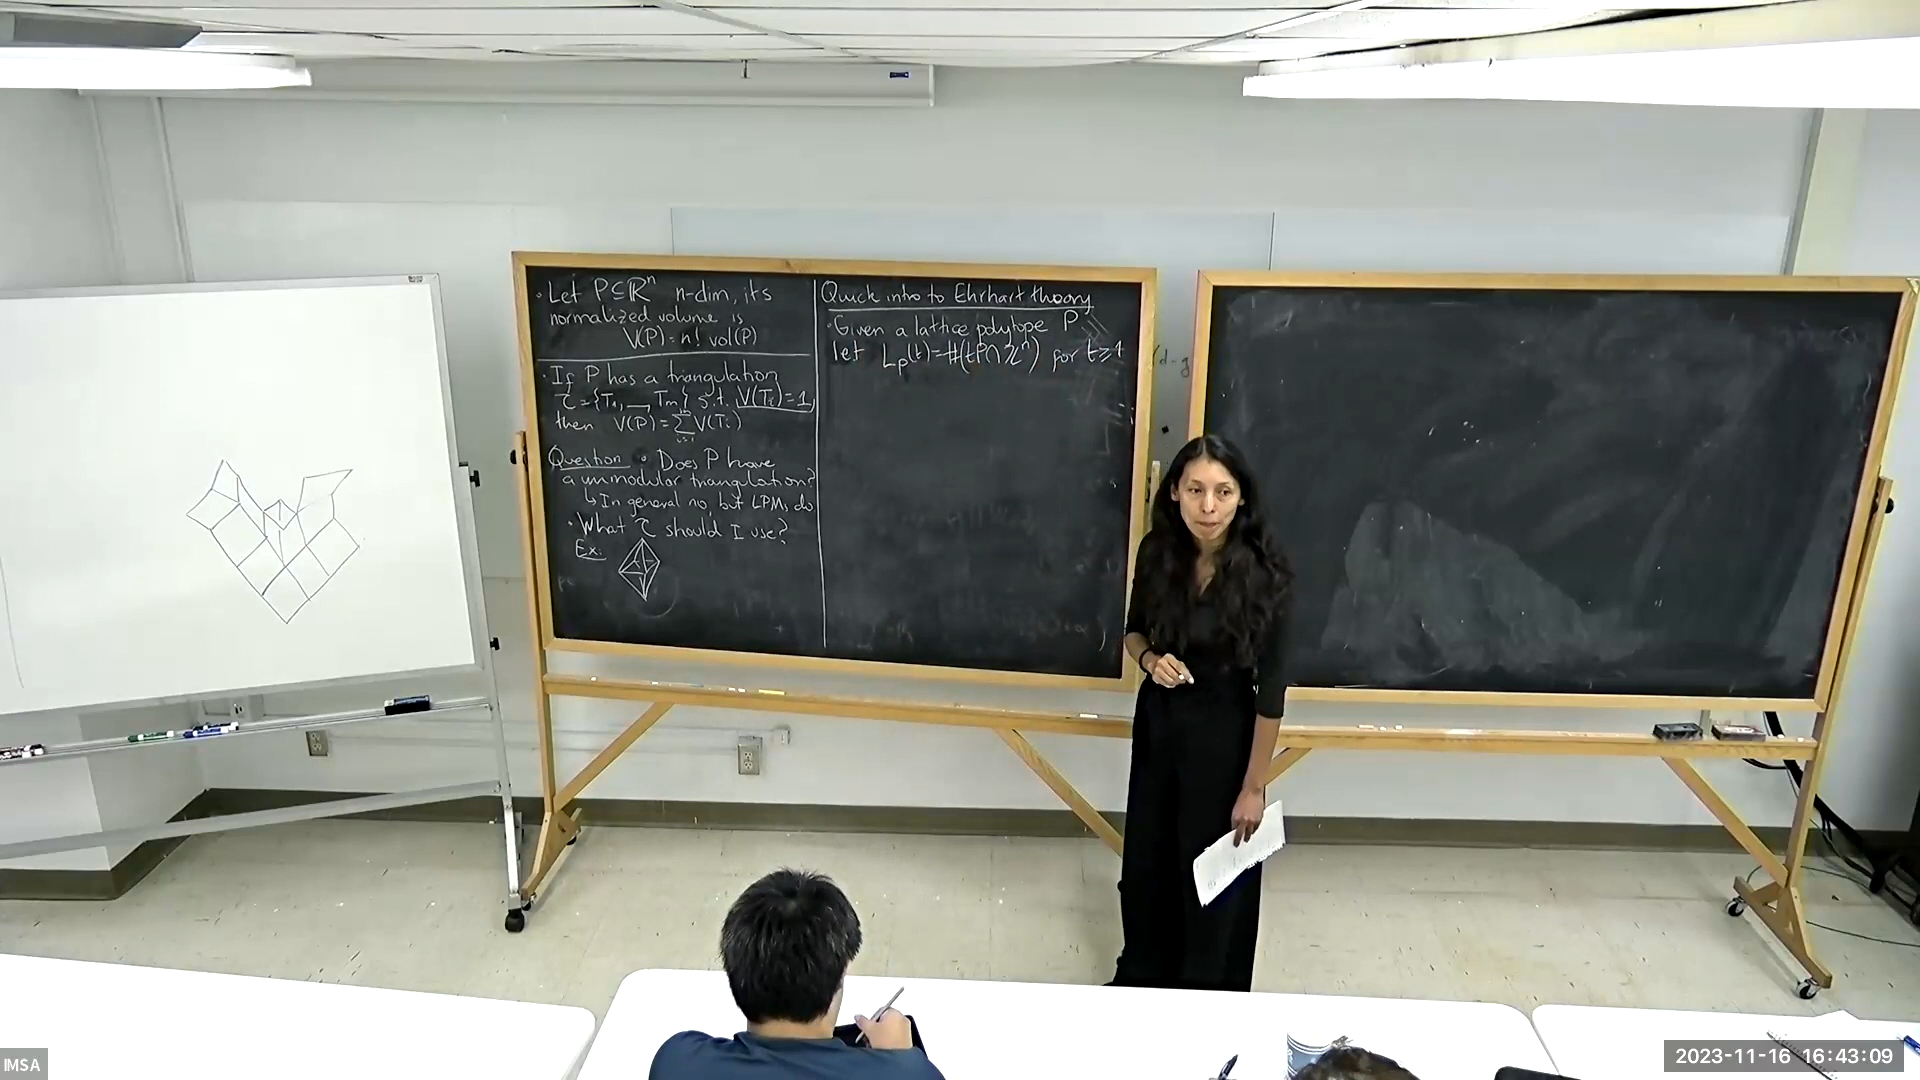 · Let P⊆ℝⁿ n-dim, its
normalized volume is
V(P)=n! vol(P)
· If P has a triangulation
τ={T₁,—,Tₘ} s.t. V(Tᵢ)=1,
then V(P)=∑ᵢ₌₁ᵐV(Tᵢ)
Question · Does P have
a unimodular triangulation?
↳ In general no, but LPMs do
· What τ should I use?
Ex:
Quick intro to Ehrhart theory
· Given a lattice polytope P
let Lₚ(t)=#(tP∩ℤⁿ) for t≥1
(d-g
IMSA
2023-11-16 16:43:09